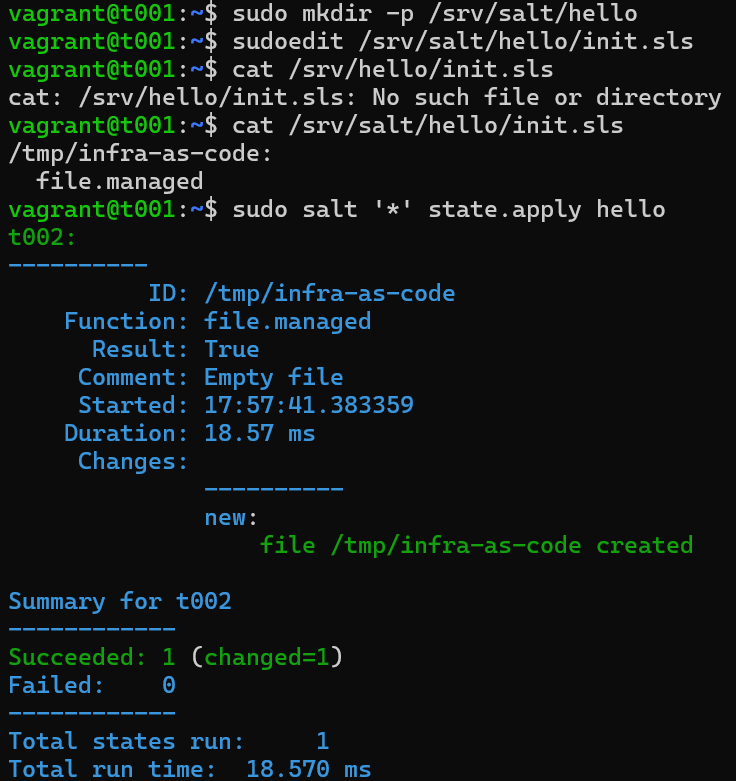 vagrant@t001:~$ sudo mkdir -p /srv/salt/hello
vagrant@t001:~$ sudoedit /srv/salt/hello/init.sls
vagrant@t001:~$ cat /srv/hello/init.sls
cat: /srv/hello/init.sls: No such file or directory
vagrant@t001:~$ cat /srv/salt/hello/init.sls
/tmp/infra-as-code:
  file.managed
vagrant@t001:~$ sudo salt '*' state.apply hello
t002:
----------
          ID: /tmp/infra-as-code
    Function: file.managed
      Result: True
     Comment: Empty file
     Started: 17:57:41.383359
    Duration: 18.57 ms
     Changes:
              ----------
              new:
                  file /tmp/infra-as-code created

Summary for t002
------------
Succeeded: 1 (changed=1)
Failed:    0
------------
Total states run:     1
Total run time:  18.570 ms